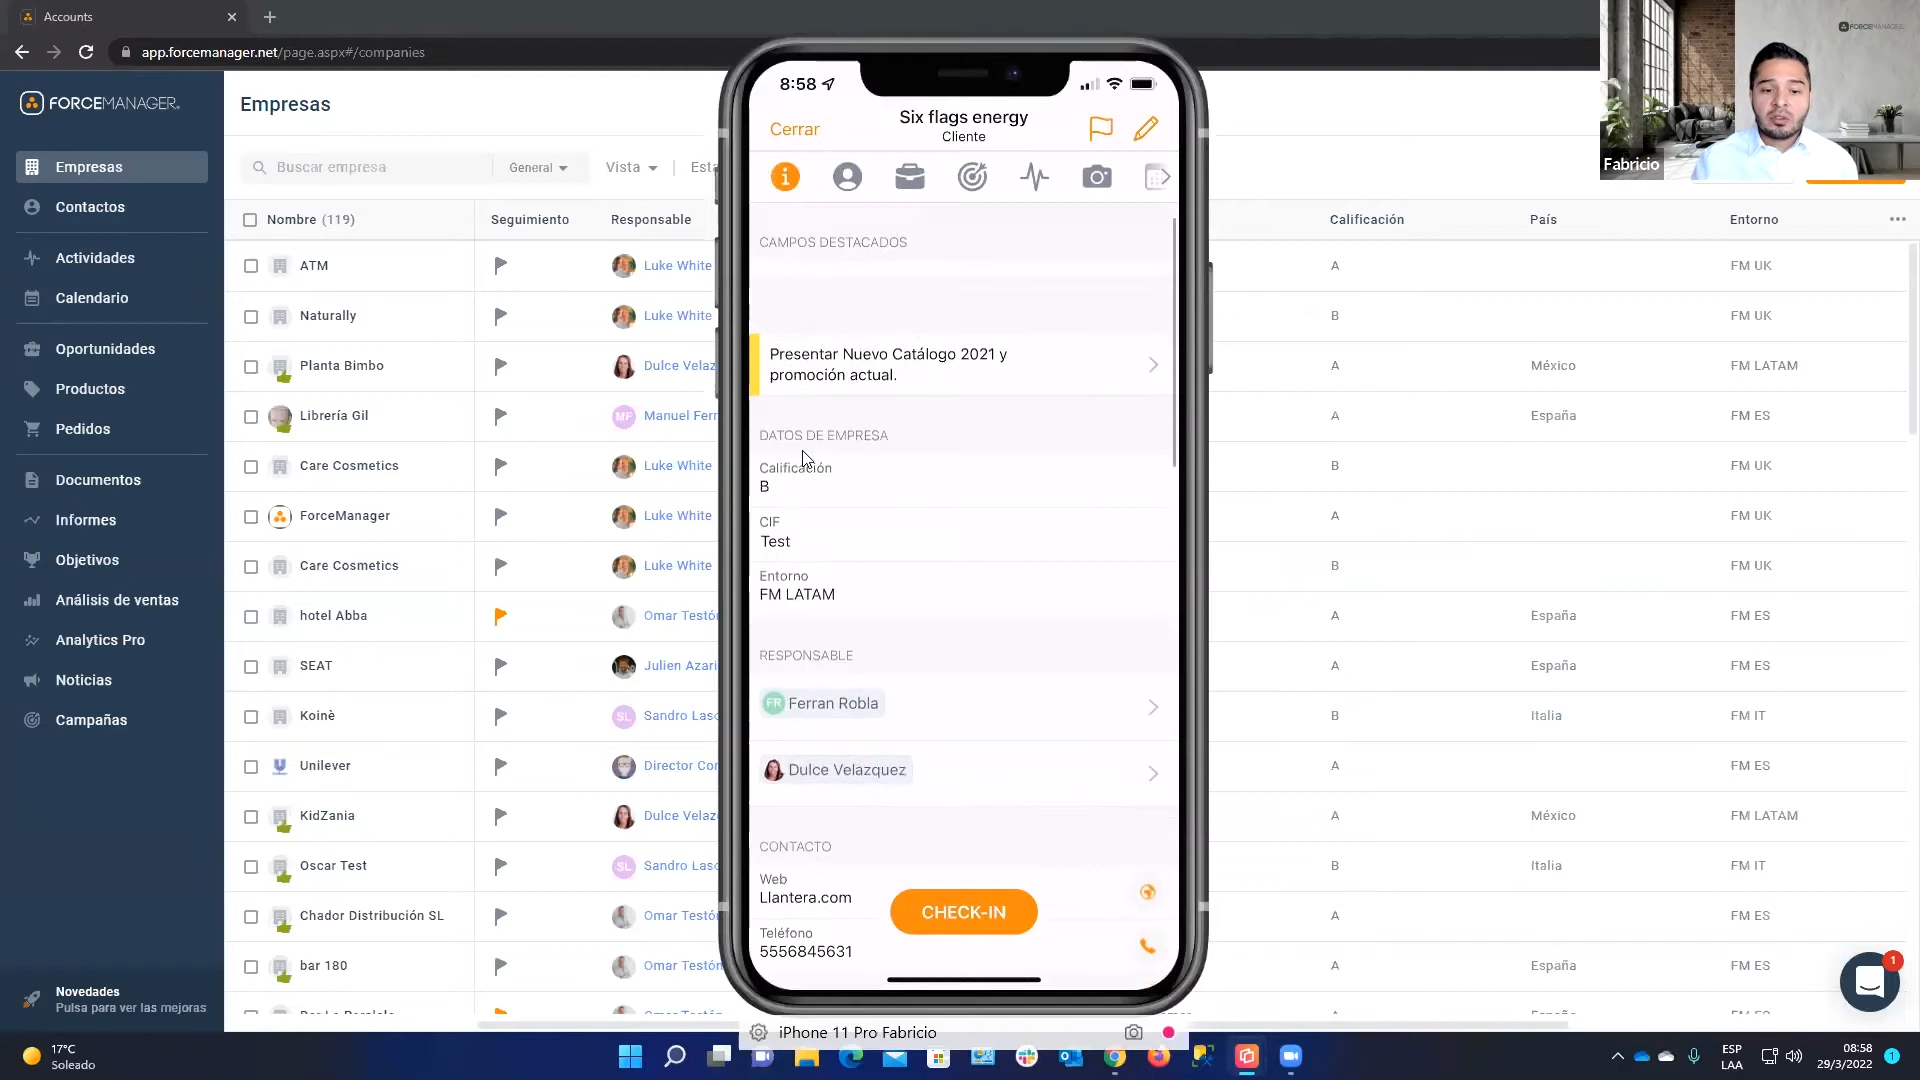 Accounts
app.forcemanager.net/page.aspx#/companies
FORCEMANAGER
Empresas
Contactos
Actividades
Calendario
Oportunidades
Productos
Pedidos
Documentos
Informes
Objetivos
Análisis de ventas
Analytics Pro
Noticias
Campañas
Novedades
Pulsa para ver las mejoras
Empresas
Buscar empresa
General
Vista
Esta
Nombre (119) Seguimiento Responsable Calificación País Entorno
ATM Luke White A FM UK
Naturally Luke White B FM UK
Planta Bimbo Dulce Velaz A México FM LATAM
Librería Gil MF Manuel Ferr A España FM ES
Care Cosmetics Luke White B FM UK
ForceManager Luke White A FM UK
Care Cosmetics Luke White B FM UK
hotel Abba Omar Testó A España FM ES
SEAT Julien Azari A España FM ES
Koinè SL Sandro Lasc B Italia FM IT
Unilever Director Cor A FM ES
KidZania Dulce Velaz A México FM LATAM
Oscar Test SL Sandro Lasc B Italia FM IT
Chador Distribución SL Omar Testó A FM ES
bar 180 Omar Testó A España FM ES
8:58
Cerrar
Six flags energy
Cliente
CAMPOS DESTACADOS
Presentar Nuevo Catálogo 2021 y
promoción actual.
DATOS DE EMPRESA
Calificación
B
CIF
Test
Entorno
FM LATAM
RESPONSABLE
FR Ferran Robla
Dulce Velazquez
CONTACTO
Web
Llantera.com
CHECK-IN
Teléfono
5556845631
iPhone 11 Pro Fabricio
FORCEMANAGER
Fabricio
1
17°C
Soleado
ESP
LAA
08:58
29/3/2022
1